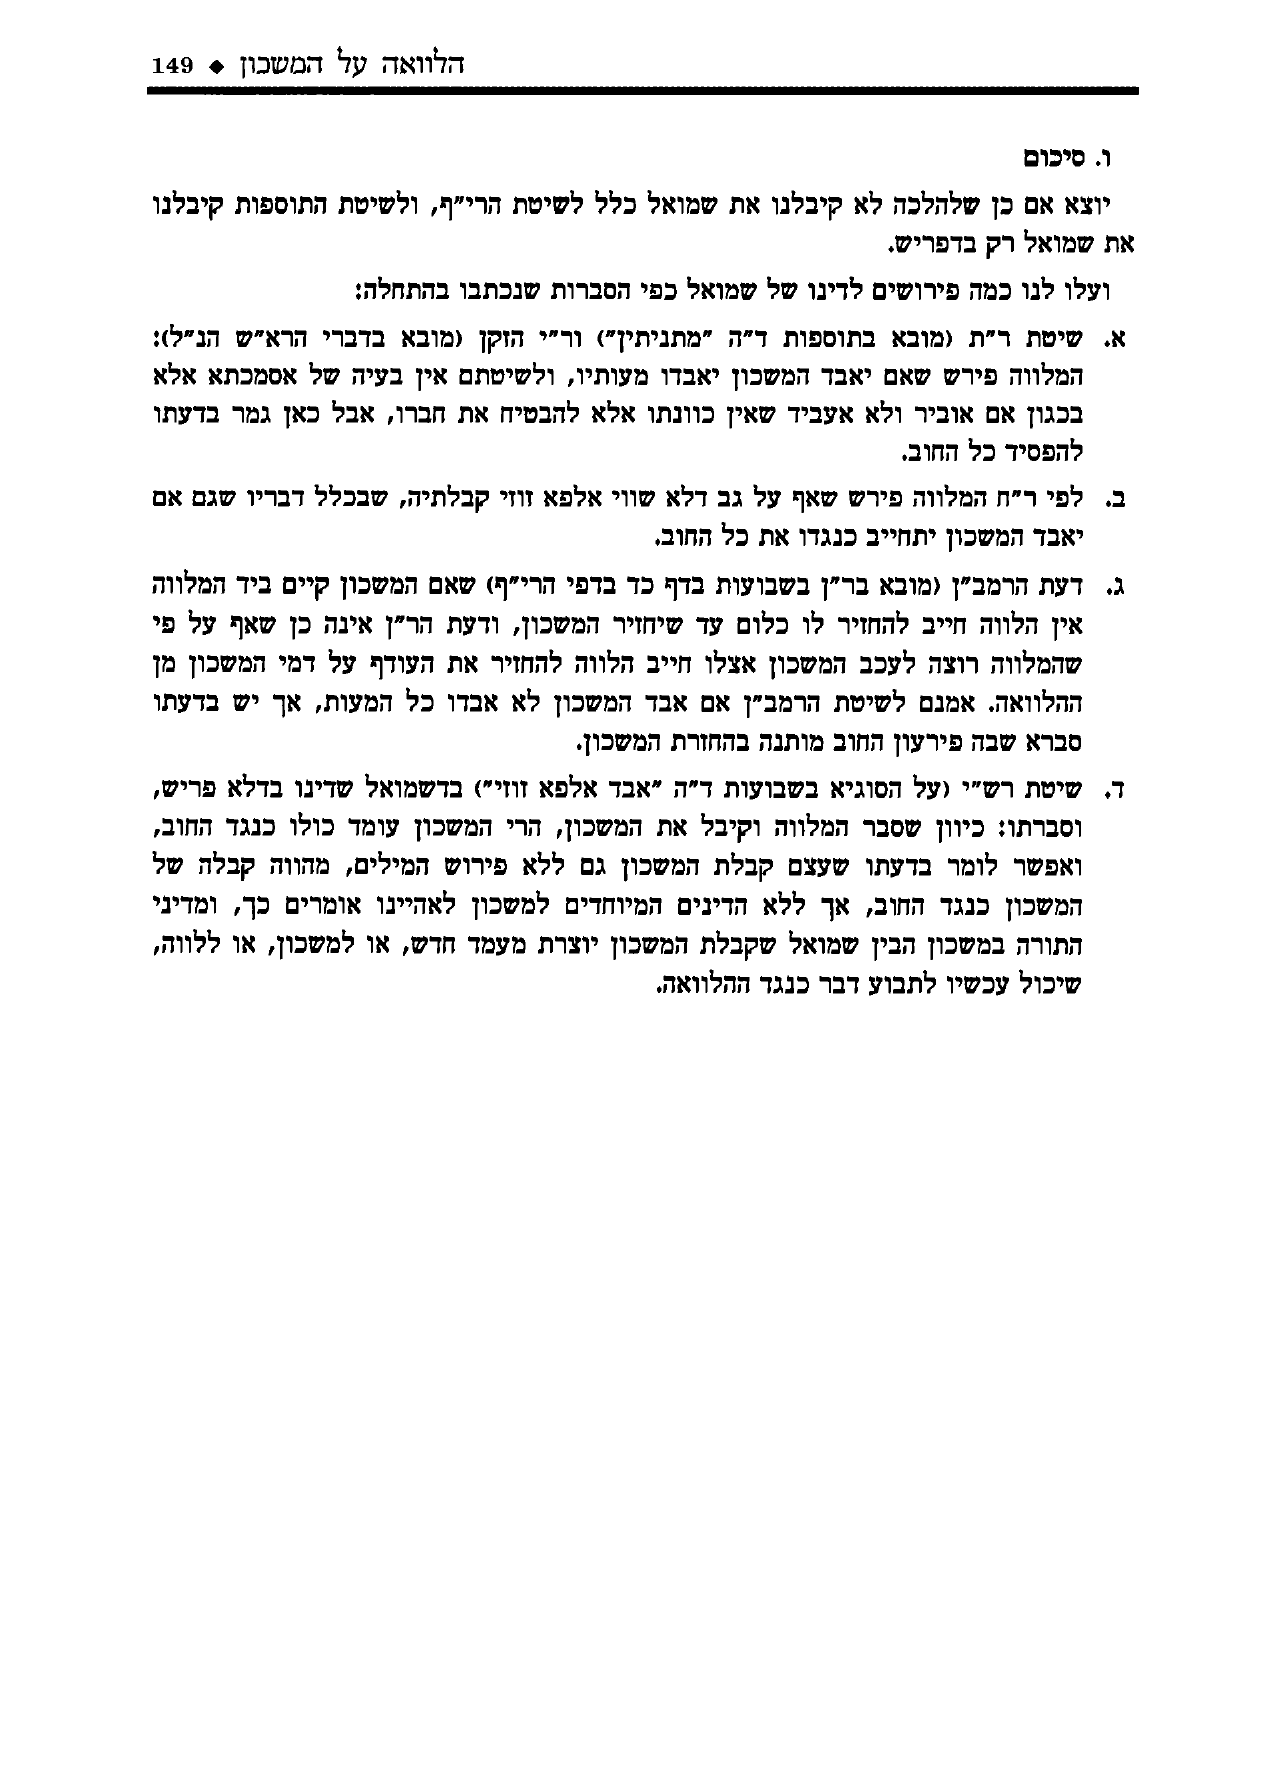 הלוואה על המשכון ◆ 149
ו. סיכום
יוצא אם כן שלהלכה לא קיבלנו את שמואל כלל לשיטת הרי"ף, ולשיטת התוספות קיבלנו
את שמואל רק בדפריש.
ועלו לנו כמה פירושים לדינו של שמואל כפי הסברות שנכתבו בהתחלה:
א. שיטת ר"ת (מובא בתוספות ד"ה "מתניתין") ור"י הזקן (מובא בדברי הרא"ש הנ"ל):
המלווה פירש שאם יאבד המשכון יאבדו מעותיו, ולשיטתם אין בעיה של אסמכתא אלא
בכגון אם אוביר ולא אעביד שאין כוונתו אלא להבטיח את חברו, אבל כאן גמר בדעתו
להפסיד כל החוב.
ב. לפי ר"ח המלווה פירש שאף על גב דלא שווי אלפא זוזי קבלתיה, שבכלל דבריו שגם אם
יאבד המשכון יתחייב כנגדו את כל החוב.
ג. דעת הרמב"ן (מובא בר"ן בשבועות בדף כד בדפי הרי"ף) שאם המשכון קיים ביד המלווה
אין הלווה חייב להחזיר לו כלום עד שיחזיר המשכון, ודעת הר"ן אינה כן שאף על פי
שהמלווה רוצה לעכב המשכון אצלו חייב הלווה להחזיר את העודף על דמי המשכון מן
ההלוואה. אמנם לשיטת הרמב"ן אם אבד המשכון לא אבדו כל המעות, אך יש בדעתו
סברא שבה פירעון החוב מותנה בהחזרת המשכון.
ד. שיטת רש"י (על הסוגיא בשבועות ד"ה "אבד אלפא זוזי") בדשמואל שדינו בדלא פריש,
וסברתו: כיוון שסבר המלווה וקיבל את המשכון, הרי המשכון עומד כולו כנגד החוב,
ואפשר לומר בדעתו שעצם קבלת המשכון גם ללא פירוש המילים, מהווה קבלה של
המשכון כנגד החוב, אך ללא הדינים המיוחדים למשכון לאהיינו אומרים כך, ומדיני
התורה במשכון הבין שמואל שקבלת המשכון יוצרת מעמד חדש, או למשכון, או ללווה,
שיכול עכשיו לתבוע דבר כנגד ההלוואה.